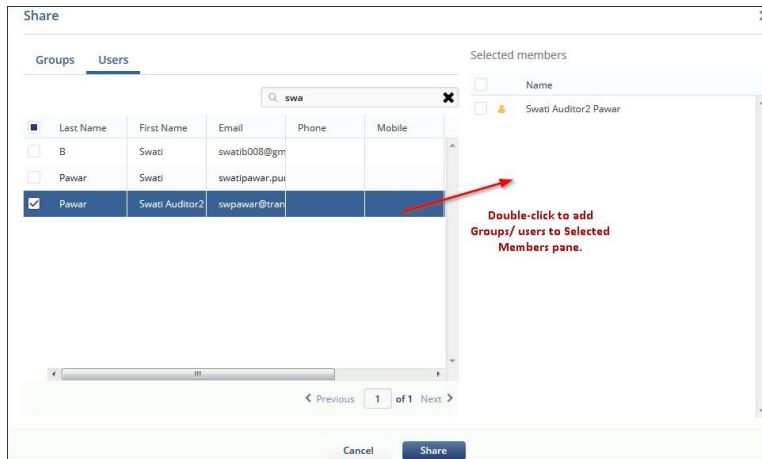 Share
Groups Users
swa
Last Name First Name Email Phone Mobile
B Swati swatib008@gm
Pawar Swati swatipawar.pu
Pawar Swati Auditor2 swpawar@tran
Previous 1 of 1 Next
Selected members
Name
Swati Auditor2 Pawar
Double-click to add
Groups/ users to Selected
Members pane.
Cancel Share